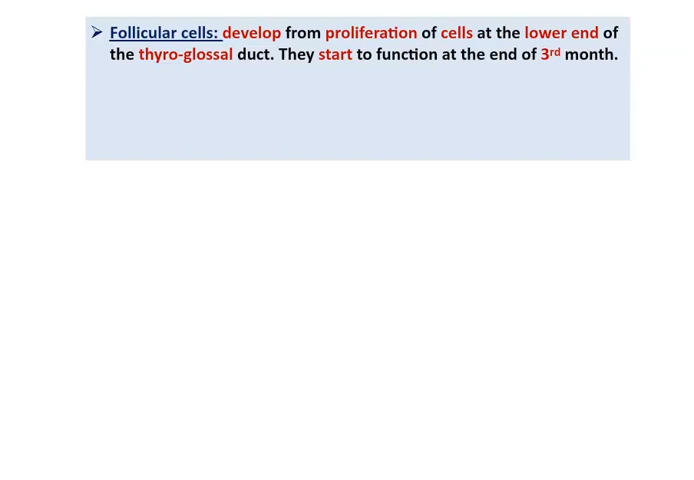 ➢ Follicular cells: develop from proliferation of cells at the lower end of
the thyro-glossal duct. They start to function at the end of 3rd month.